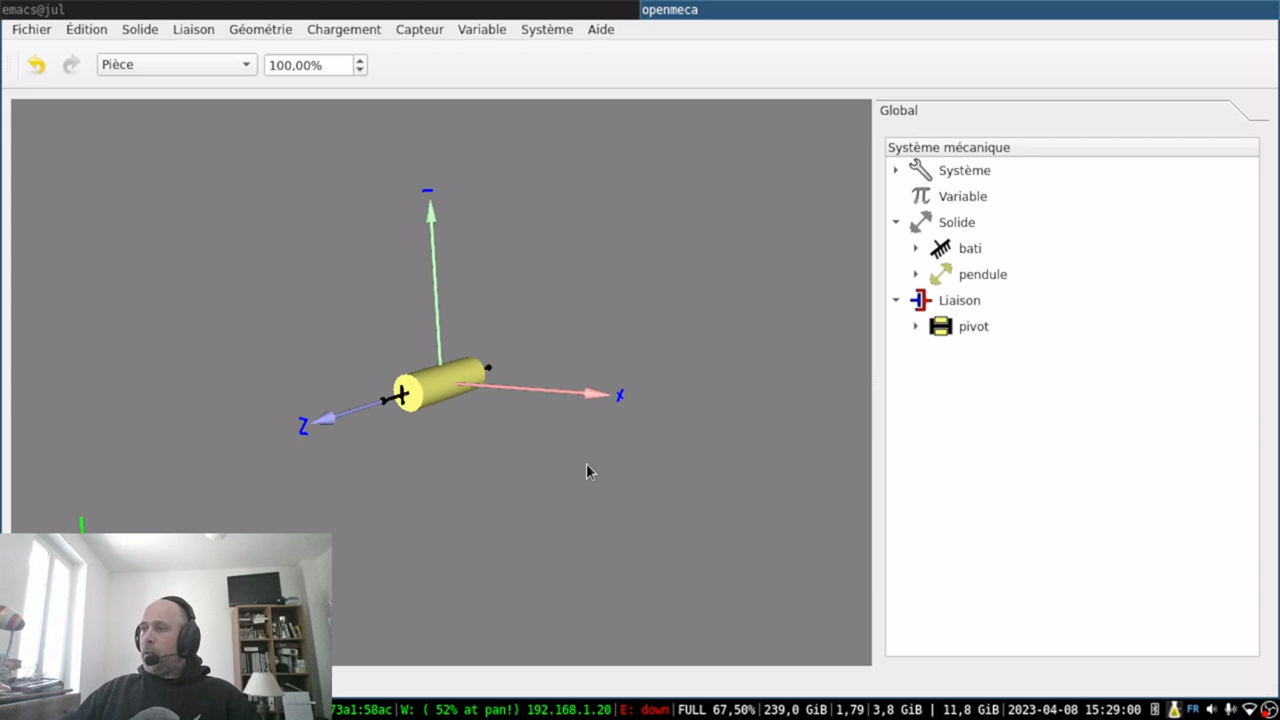 emacs@jul
openmeca
Fichier Édition Solide Liaison Géométrie Chargement Capteur Variable Système Aide
Pièce 100,00%
Global
Système mécanique
Système
Variable
Solide
bati
pendule
Liaison
pivot
x
Z
73a1:58ac|W: ( 52% at pan!) 192.168.1.20|E: down|FULL 67,50%|239,0 GiB|1,79|3,8 GiB | 11,8 GiB|2023-04-08 15:29:00 FR